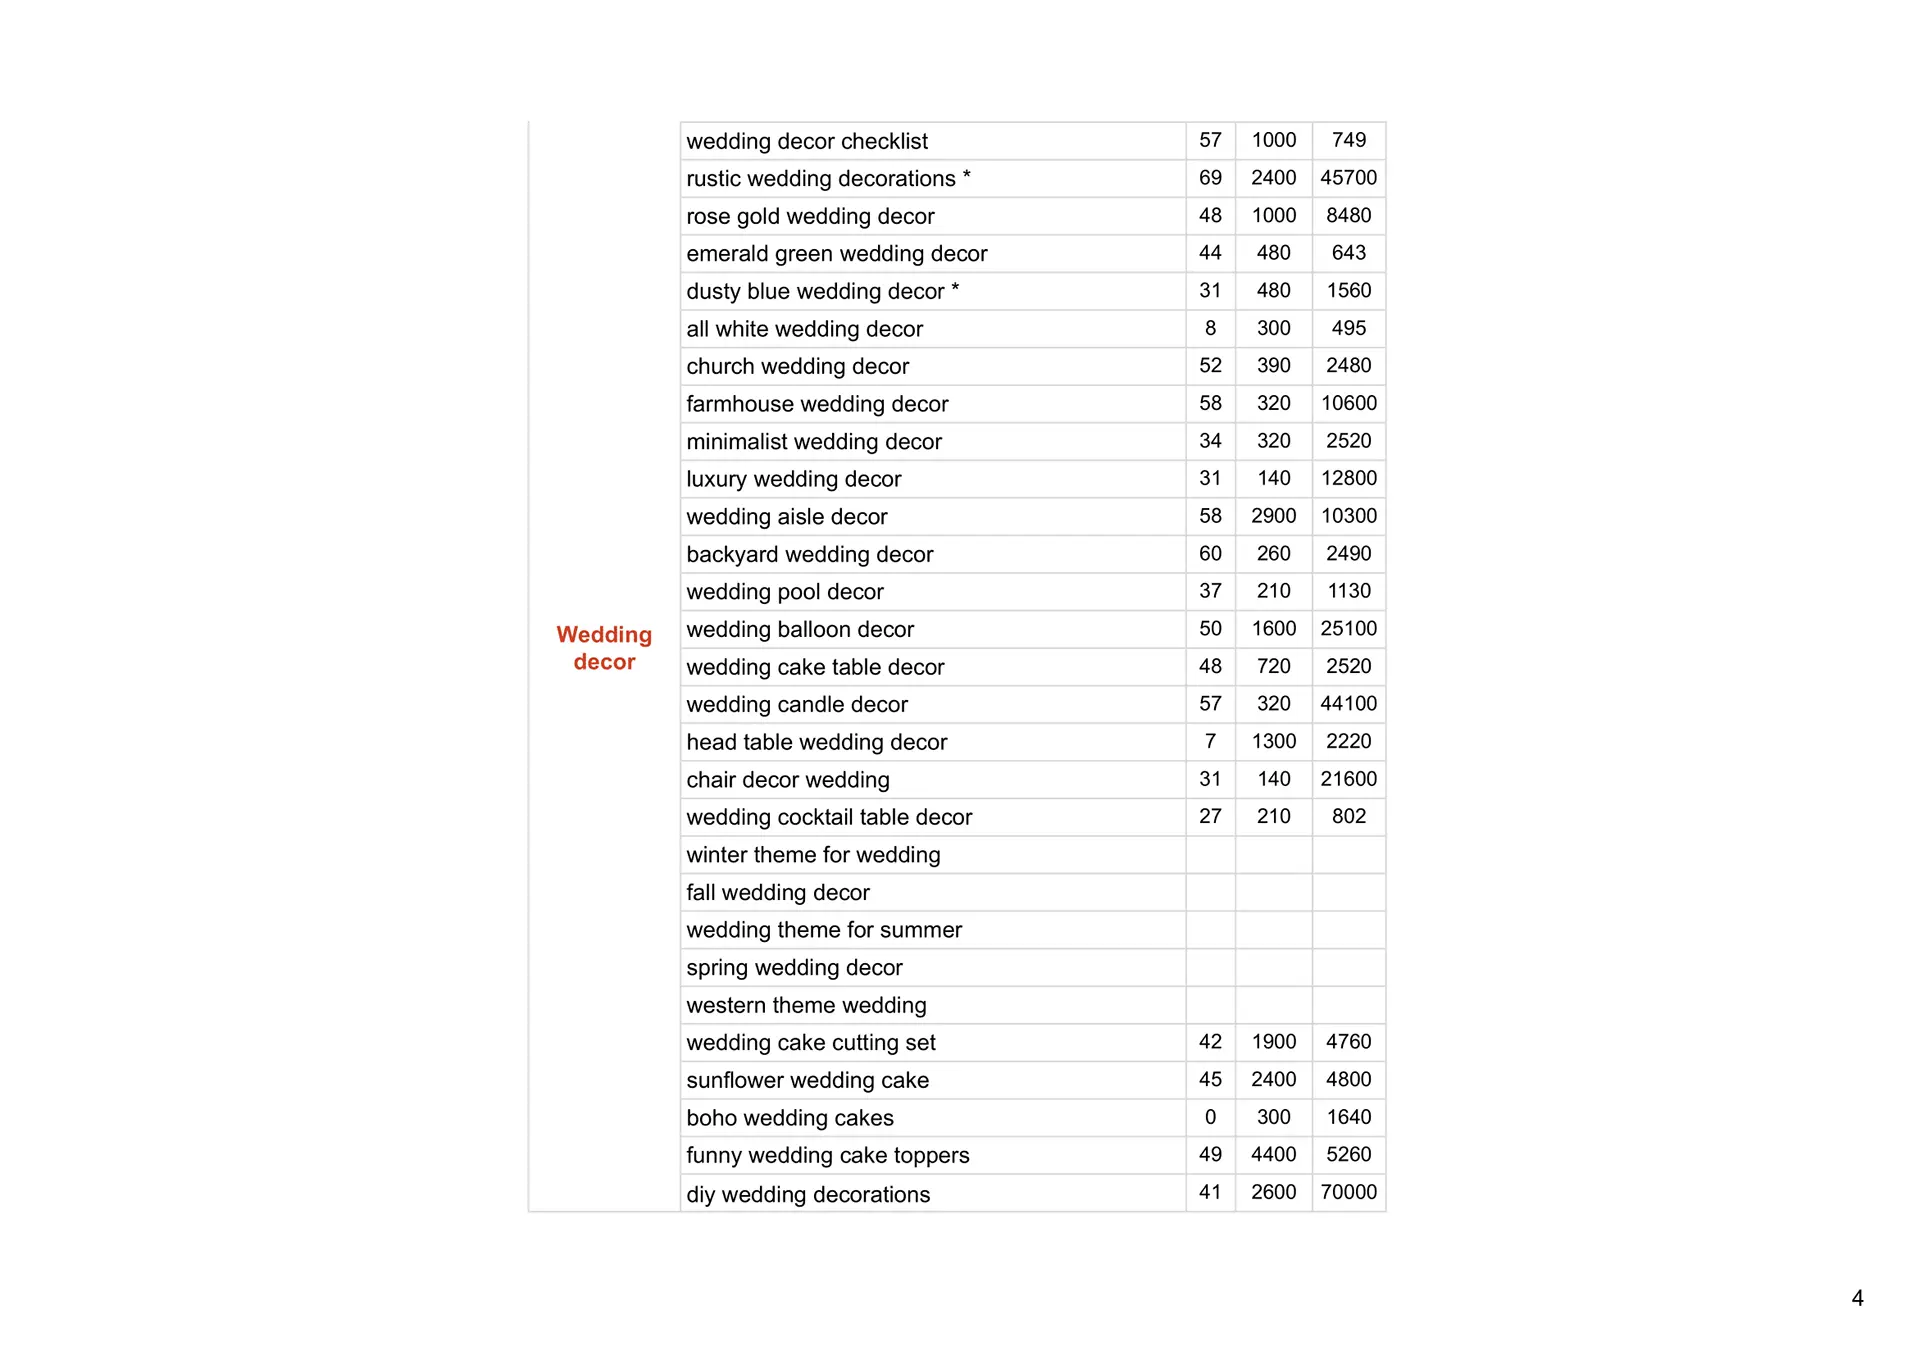 wedding decor checklist 57 1000 749
rustic wedding decorations * 69 2400 45700
rose gold wedding decor 48 1000 8480
emerald green wedding decor 44 480 643
dusty blue wedding decor * 31 480 1560
all white wedding decor 8 300 495
church wedding decor 52 390 2480
farmhouse wedding decor 58 320 10600
minimalist wedding decor 34 320 2520
luxury wedding decor 31 140 12800
wedding aisle decor 58 2900 10300
backyard wedding decor 60 260 2490
wedding pool decor 37 210 1130
Wedding
decor
wedding balloon decor 50 1600 25100
wedding cake table decor 48 720 2520
wedding candle decor 57 320 44100
head table wedding decor 7 1300 2220
chair decor wedding 31 140 21600
wedding cocktail table decor 27 210 802
winter theme for wedding
fall wedding decor
wedding theme for summer
spring wedding decor
western theme wedding
wedding cake cutting set 42 1900 4760
sunflower wedding cake 45 2400 4800
boho wedding cakes 0 300 1640
funny wedding cake toppers 49 4400 5260
diy wedding decorations 41 2600 70000
4